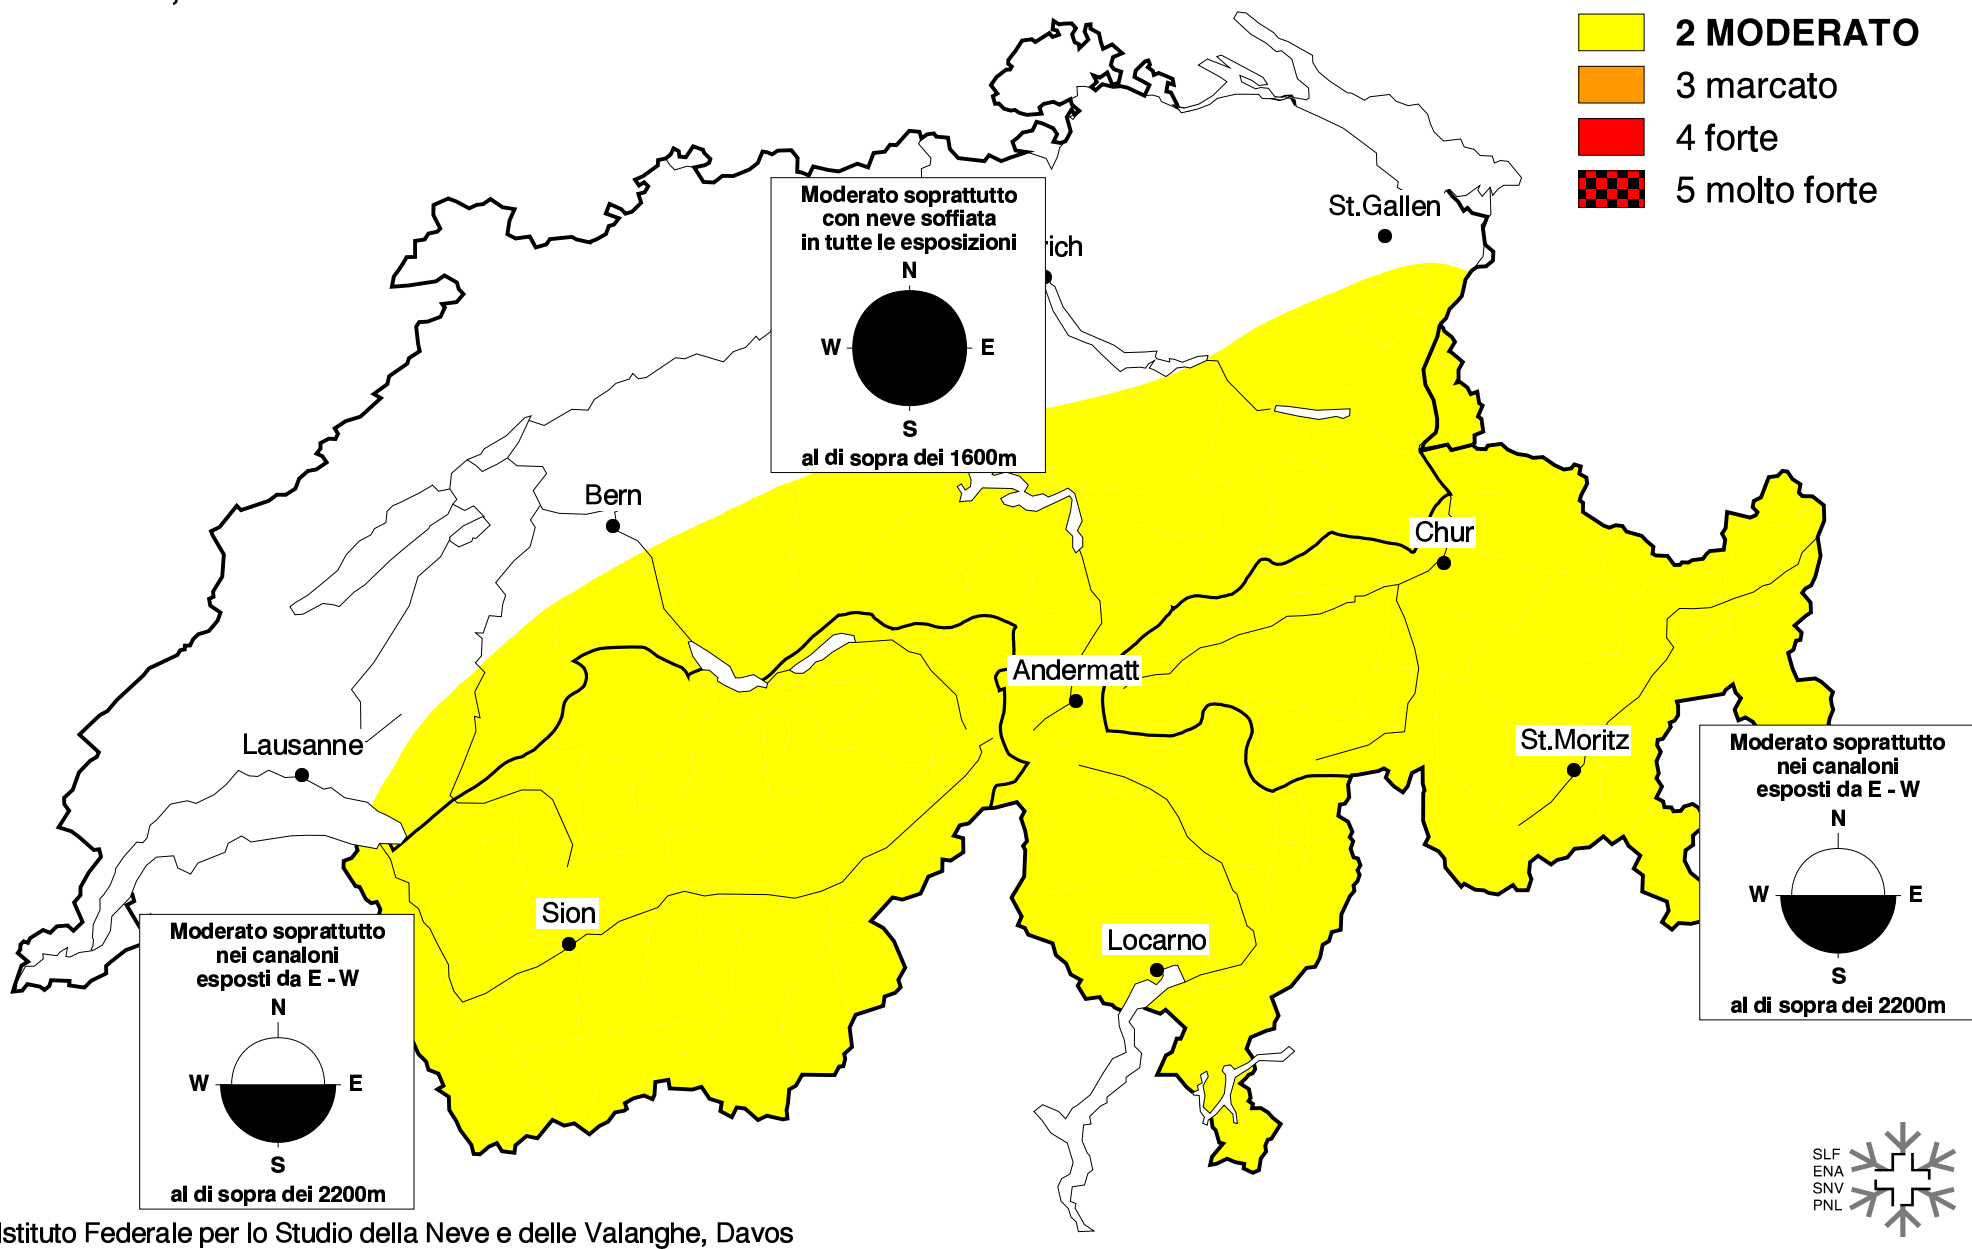 2 MODERATO
3 marcato
4 forte
5 molto forte
Moderato soprattutto
con neve soffiata
in tutte le esposizioni
N
W E
S
al di sopra dei 1600m
rich
St.Gallen
Bern
Chur
Andermatt
Lausanne
St.Moritz
Sion
Locarno
Moderato soprattutto
nei canaloni
esposti da E - W
N
W E
S
al di sopra dei 2200m
Moderato soprattutto
nei canaloni
esposti da E - W
N
W E
S
al di sopra dei 2200m
SLF
ENA
SNV
PNL
Istituto Federale per lo Studio della Neve e delle Valanghe, Davos